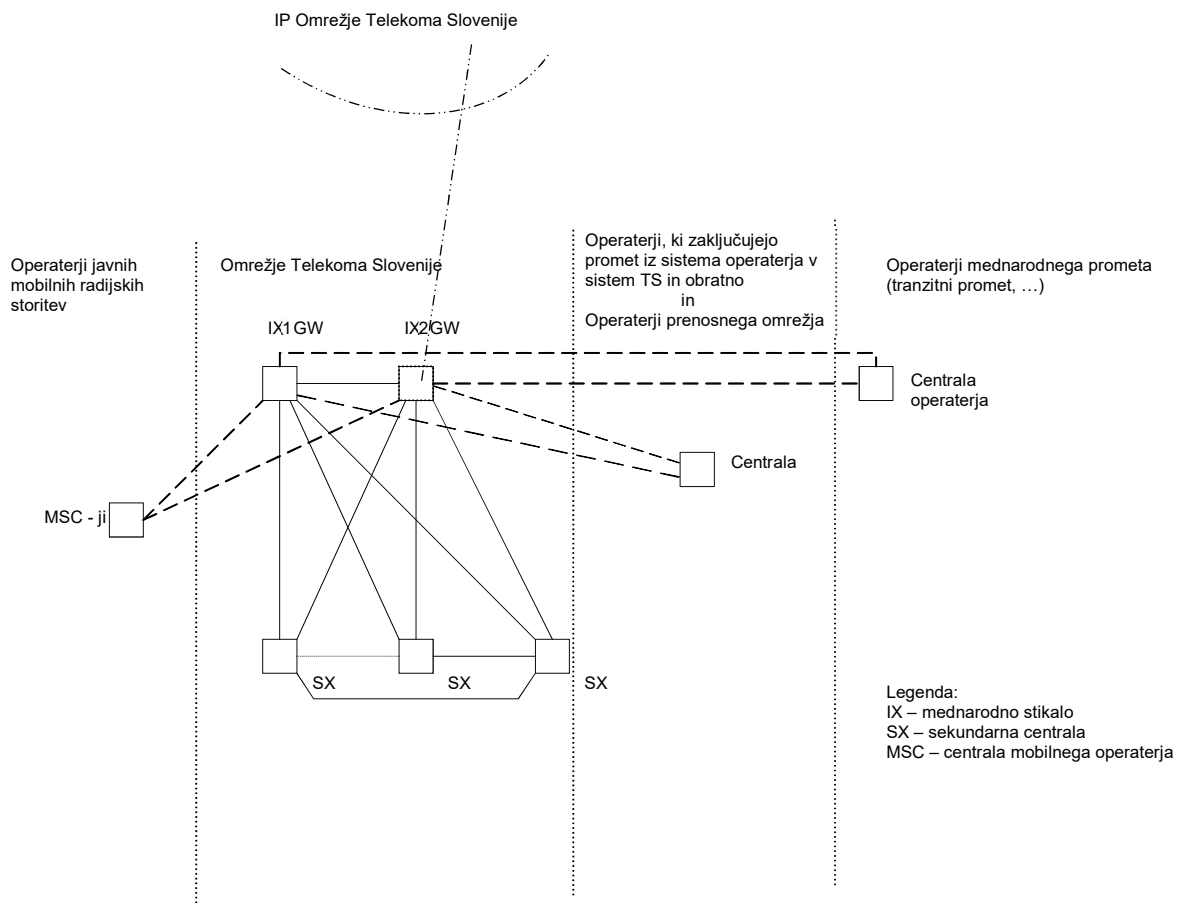 IP Omrežje Telekoma Slovenije
Operaterji javnih
mobilnih radijskih
storitev
Omrežje Telekoma Slovenije
Operaterji, ki zaključujejo
promet iz sistema operaterja v
sistem TS in obratno
in
Operaterji prenosnega omrežja
Operaterji mednarodnega prometa
(tranzitni promet, …)
IX1 GW
IX2 GW
Centrala
operaterja
Centrala
MSC - ji
SX
SX
SX
Legenda:
IX – mednarodno stikalo
SX – sekundarna centrala
MSC – centrala mobilnega operaterja